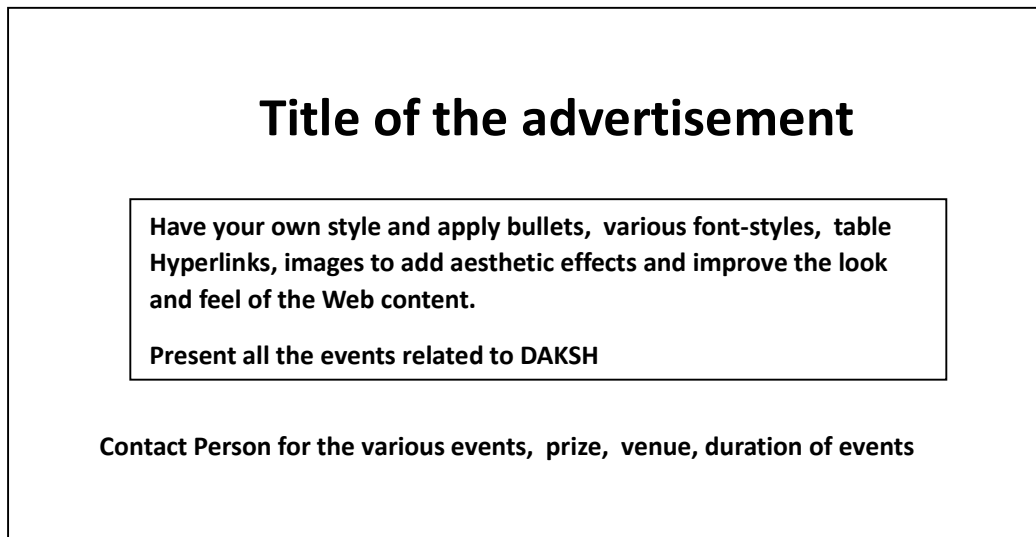 Title of the advertisement
Have your own style and apply bullets, various font-styles, table
Hyperlinks, images to add aesthetic effects and improve the look
and feel of the Web content.
Present all the events related to DAKSH
Contact Person for the various events, prize, venue, duration of events